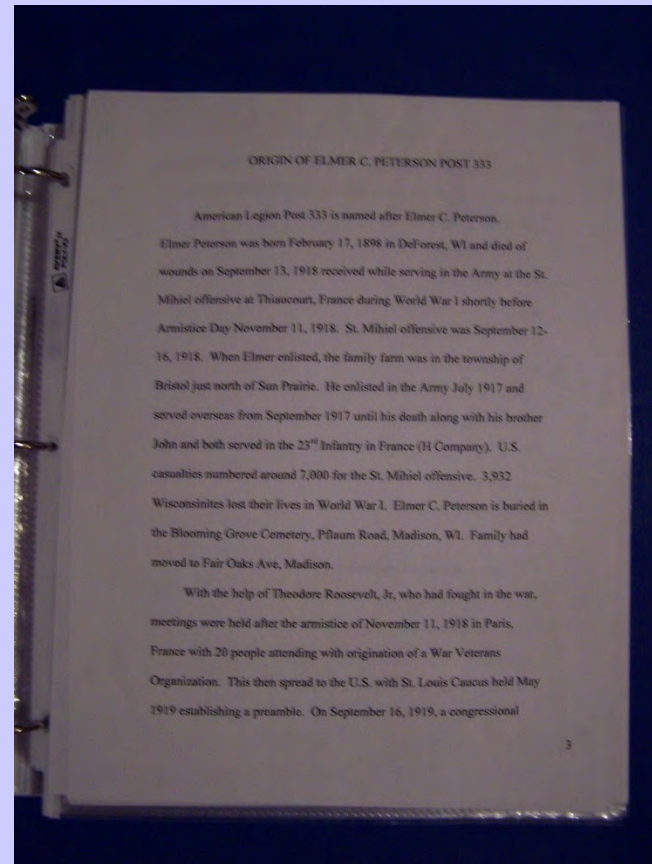 ORIGIN OF ELMER C. PETERSON POST 333
American Legion Post 333 is named after Elmer C. Peterson.
Elmer Peterson was born February 17, 1898 in DeForest, WI and died of
wounds on September 13, 1918 received while serving in the Army at the St.
Mihiel offensive at Thiaucourt, France during World War I shortly before
Armistice Day November 11, 1918. St. Mihiel offensive was September 12-
16, 1918. When Elmer enlisted, the family farm was in the township of
Bristol just north of Sun Prairie. He enlisted in the Army July 1917 and
served overseas from September 1917 until his death along with his brother
John and both served in the 23rd Infantry in France (H Company). U.S.
casualties numbered around 7,000 for the St. Mihiel offensive. 3,932
Wisconsinites lost their lives in World War I. Elmer C. Peterson is buried in
the Blooming Grove Cemetery, Pflaum Road, Madison, WI. Family had
moved to Fair Oaks Ave, Madison.
With the help of Theodore Roosevelt, Jr, who had fought in the war,
meetings were held after the armistice of November 11, 1918 in Paris,
France with 20 people attending with origination of a War Veterans
Organization. This then spread to the U.S. with St. Louis Caucus held May
1919 establishing a preamble. On September 16, 1919, a congressional
3